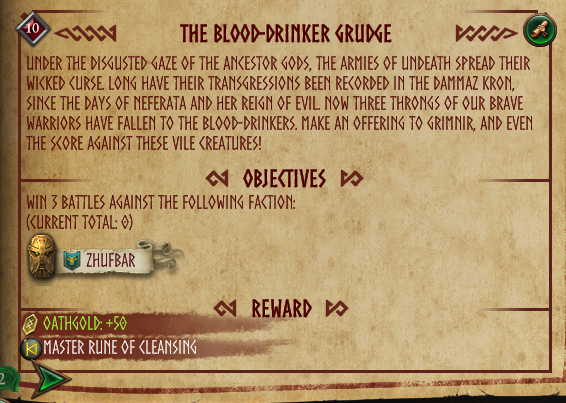 10
THE BLOOD-DRINKER GRUDGE
UNDER THE DISGUSTED GAZE OF THE ANCESTOR GODS, THE ARMIES OF UNDEATH SPREAD THEIR
WICKED CURSE. LONG HAVE THEIR TRANSGRESSIONS BEEN RECORDED IN THE DAMMAZ KRON,
SINCE THE DAYS OF NEFERATA AND HER REIGN OF EVIL. NOW THREE THRONGS OF OUR BRAVE
WARRIORS HAVE FALLEN TO THE BLOOD-DRINKERS. MAKE AN OFFERING TO GRIMNIR, AND EVEN
THE SCORE AGAINST THESE VILE CREATURES!
OBJECTIVES
WIN 3 BATTLES AGAINST THE FOLLOWING FACTION:
(CURRENT TOTAL: 0)
ZHUFBAR
REWARD
OATHGOLD: +50
MASTER RUNE OF CLEANSING
2